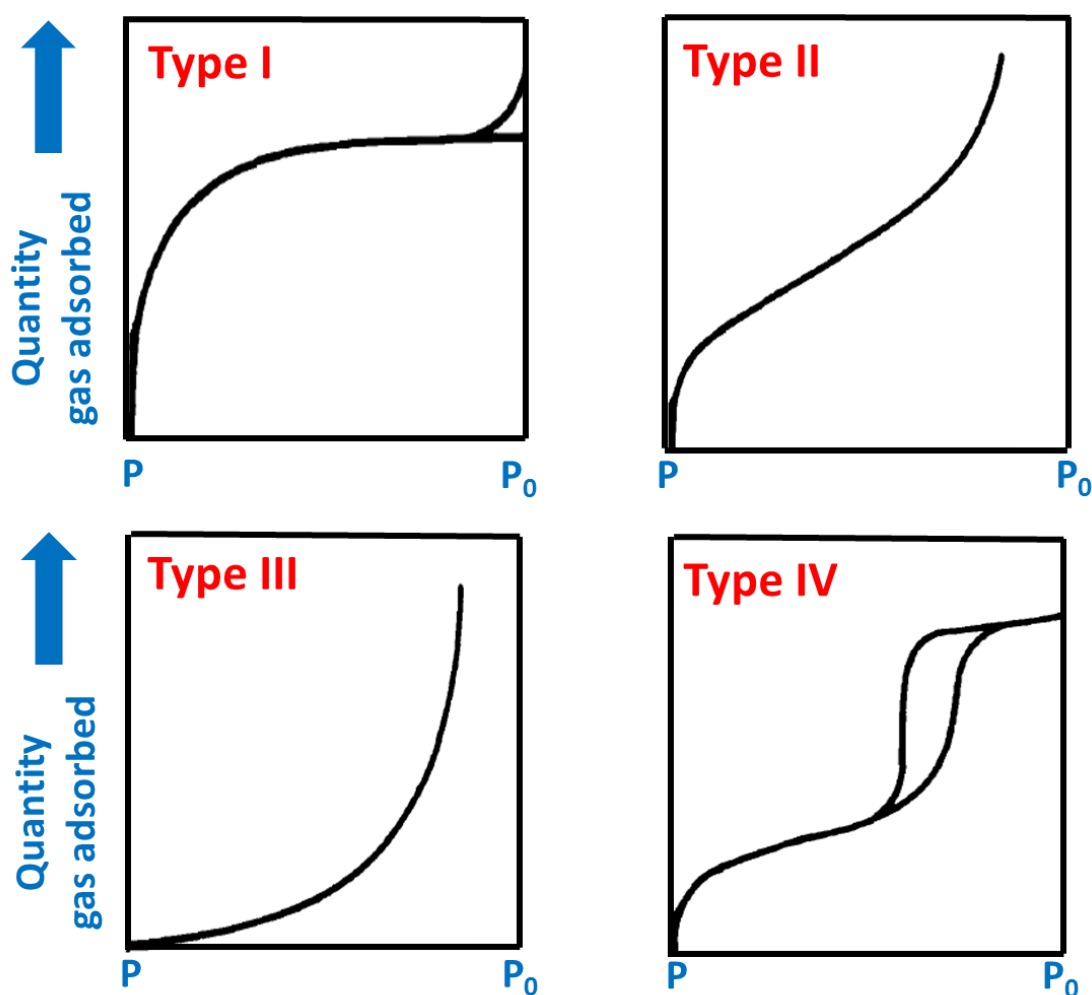 Type I
Quantity
gas adsorbed
P
P₀
Type II
P
P₀
Type III
Quantity
gas adsorbed
P
P₀
Type IV
P
P₀